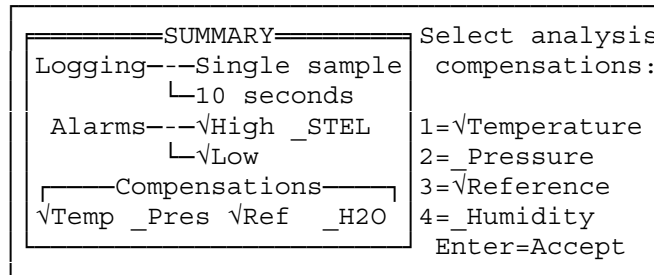 SUMMARY
Logging---Single sample
10 seconds
Alarms---√High _STEL
√Low
Compensations
√Temp _Pres √Ref _H2O
Select analysis
compensations:
1=√Temperature
2=_Pressure
3=√Reference
4=_Humidity
Enter=Accept